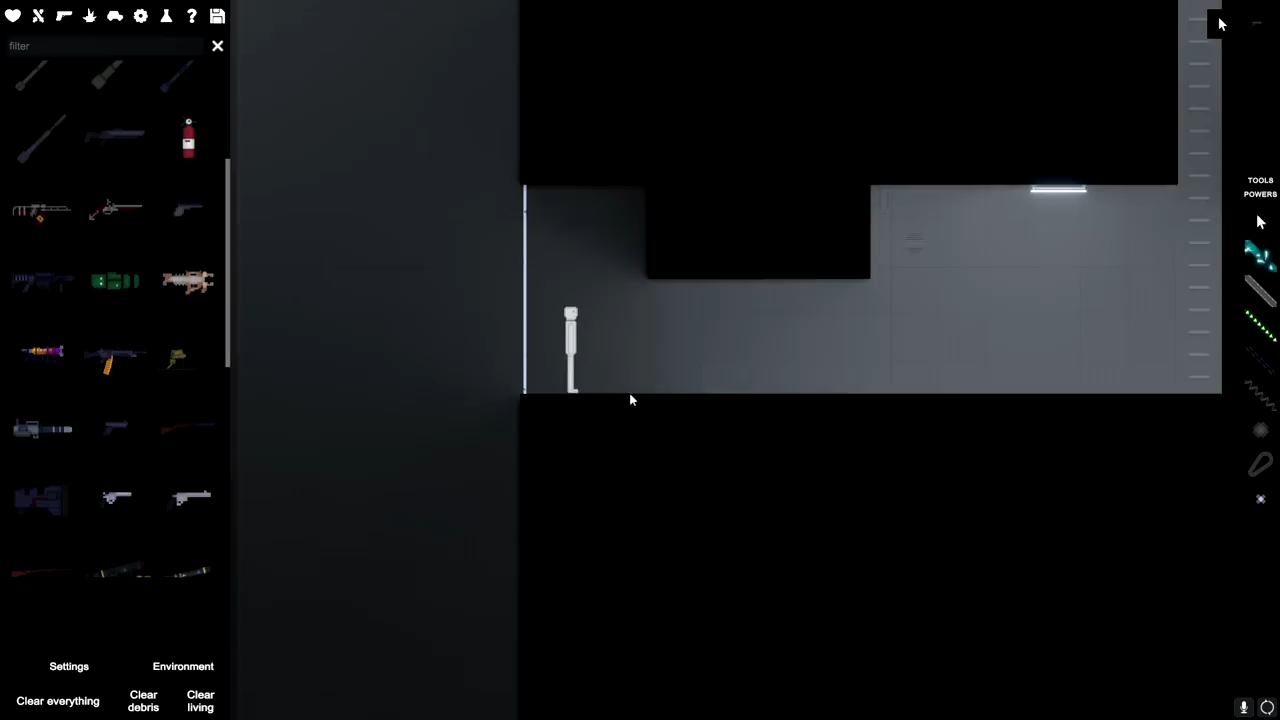 filter
TOOLS
POWERS
Settings
Environment
Clear everything
Clear
debris
Clear
living